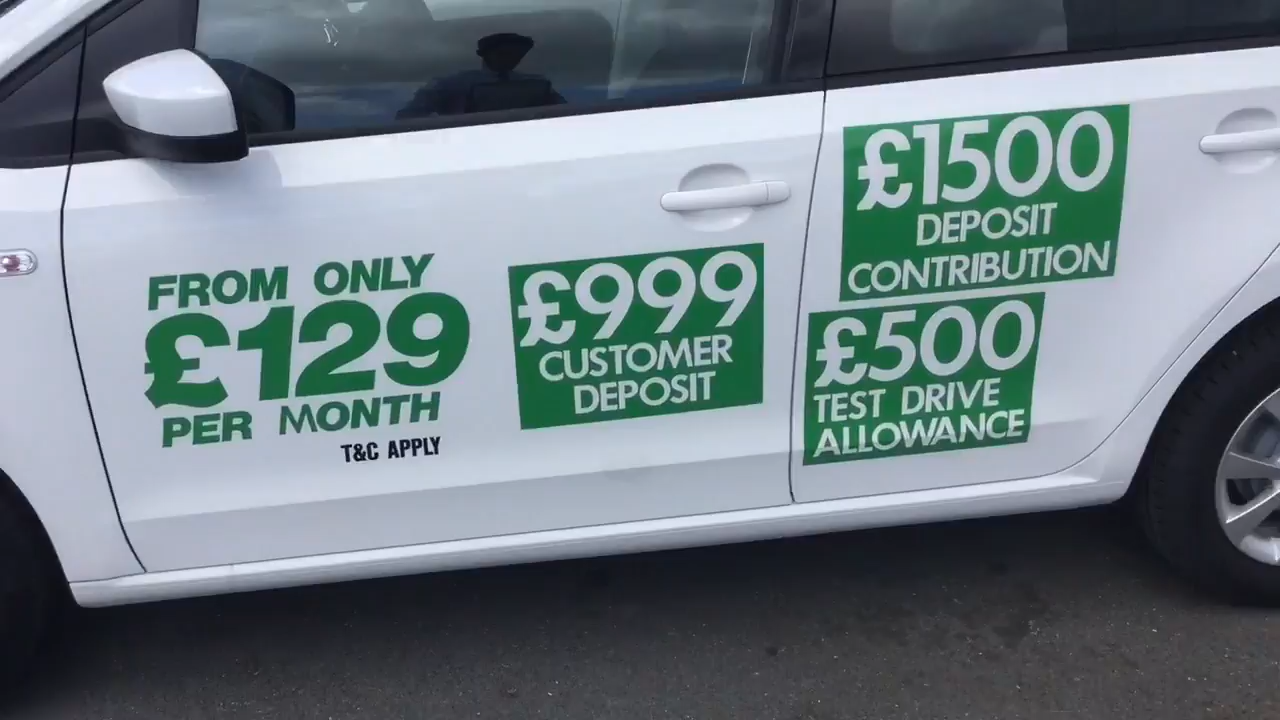 FROM ONLY
£129
PER MONTH
T&C APPLY
£999
CUSTOMER
DEPOSIT
£1500
DEPOSIT
CONTRIBUTION
£500
TEST DRIVE
ALLOWANCE